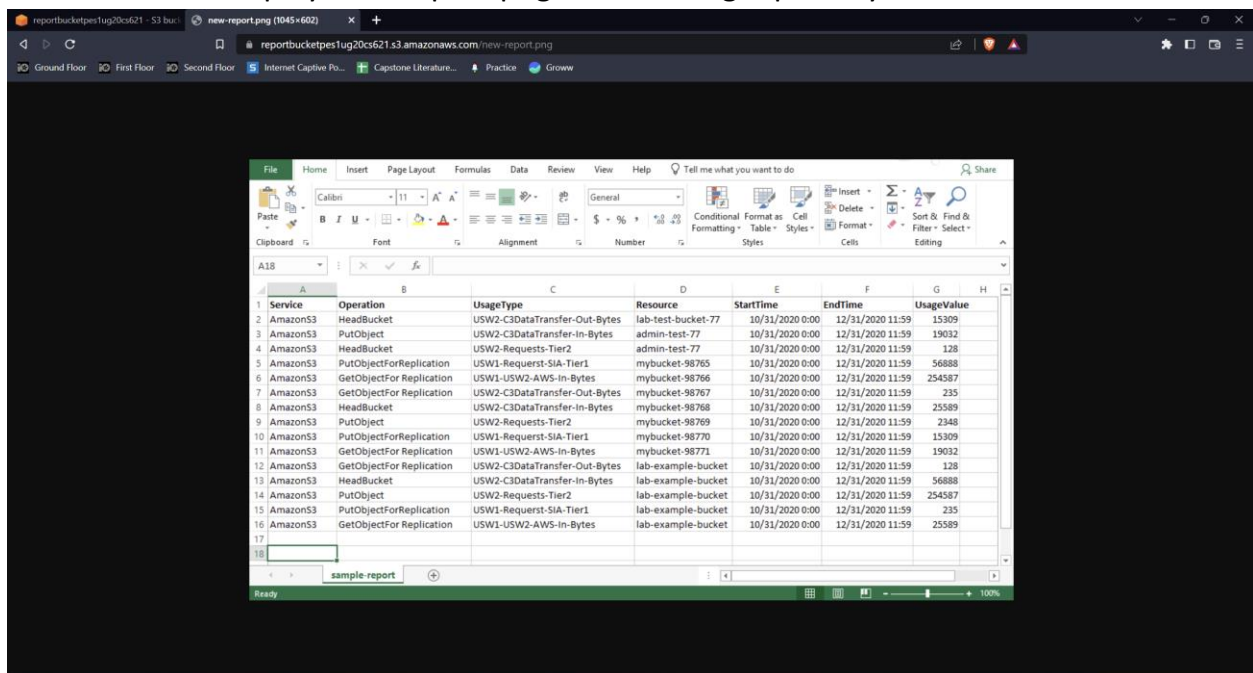 reportbucketpes1ug20cs621 - S3 buc
new-report.png (1045×602)
reportbucketpes1ug20cs621.s3.amazonaws.com/new-report.png
Ground Floor First Floor Second Floor Internet Captive Po... Capstone Literature... Practice Groww
File Home Insert Page Layout Formulas Data Review View Help Tell me what you want to do Share
Paste Calibri 11 General Conditional Formatting Format as Table Cell Styles Insert Delete Format Sort & Filter Find & Select
Clipboard Font Alignment Number Styles Cells Editing
A18 fx
A B C D E F G H
1 Service Operation UsageType Resource StartTime EndTime UsageValue
2 AmazonS3 HeadBucket USW2-C3DataTransfer-Out-Bytes lab-test-bucket-77 10/31/2020 0:00 12/31/2020 11:59 15309
3 AmazonS3 PutObject USW2-C3DataTransfer-In-Bytes admin-test-77 10/31/2020 0:00 12/31/2020 11:59 19032
4 AmazonS3 HeadBucket USW2-Requests-Tier2 admin-test-77 10/31/2020 0:00 12/31/2020 11:59 128
5 AmazonS3 PutObjectForReplication USW1-Requerst-SIA-Tier1 mybucket-98765 10/31/2020 0:00 12/31/2020 11:59 56888
6 AmazonS3 GetObjectFor Replication USW1-USW2-AWS-In-Bytes mybucket-98766 10/31/2020 0:00 12/31/2020 11:59 254587
7 AmazonS3 GetObjectFor Replication USW2-C3DataTransfer-Out-Bytes mybucket-98767 10/31/2020 0:00 12/31/2020 11:59 235
8 AmazonS3 HeadBucket USW2-C3DataTransfer-In-Bytes mybucket-98768 10/31/2020 0:00 12/31/2020 11:59 25589
9 AmazonS3 PutObject USW2-Requests-Tier2 mybucket-98769 10/31/2020 0:00 12/31/2020 11:59 2348
10 AmazonS3 PutObjectForReplication USW1-Requerst-SIA-Tier1 mybucket-98770 10/31/2020 0:00 12/31/2020 11:59 15309
11 AmazonS3 GetObjectFor Replication USW1-USW2-AWS-In-Bytes mybucket-98771 10/31/2020 0:00 12/31/2020 11:59 19032
12 AmazonS3 GetObjectFor Replication USW2-C3DataTransfer-Out-Bytes lab-example-bucket 10/31/2020 0:00 12/31/2020 11:59 128
13 AmazonS3 HeadBucket USW2-C3DataTransfer-In-Bytes lab-example-bucket 10/31/2020 0:00 12/31/2020 11:59 56888
14 AmazonS3 PutObject USW2-Requests-Tier2 lab-example-bucket 10/31/2020 0:00 12/31/2020 11:59 254587
15 AmazonS3 PutObjectForReplication USW1-Requerst-SIA-Tier1 lab-example-bucket 10/31/2020 0:00 12/31/2020 11:59 235
16 AmazonS3 GetObjectFor Replication USW1-USW2-AWS-In-Bytes lab-example-bucket 10/31/2020 0:00 12/31/2020 11:59 25589
17
18
sample-report
Ready 100%